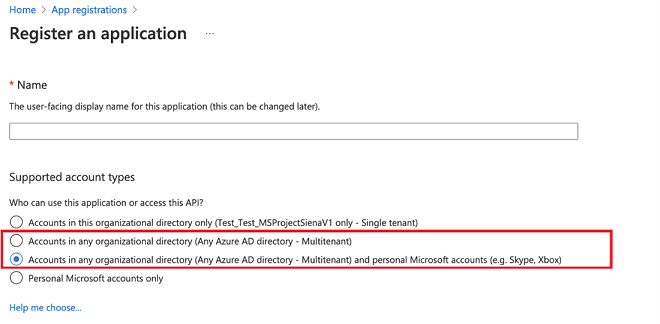 Home > App registrations >
Register an application ...
* Name
The user-facing display name for this application (this can be changed later).
Supported account types
Who can use this application or access this API?
Accounts in this organizational directory only (Test_Test_MSProjectSienaV1 only - Single tenant)
Accounts in any organizational directory (Any Azure AD directory - Multitenant)
Accounts in any organizational directory (Any Azure AD directory - Multitenant) and personal Microsoft accounts (e.g. Skype, Xbox)
Personal Microsoft accounts only
Help me choose...